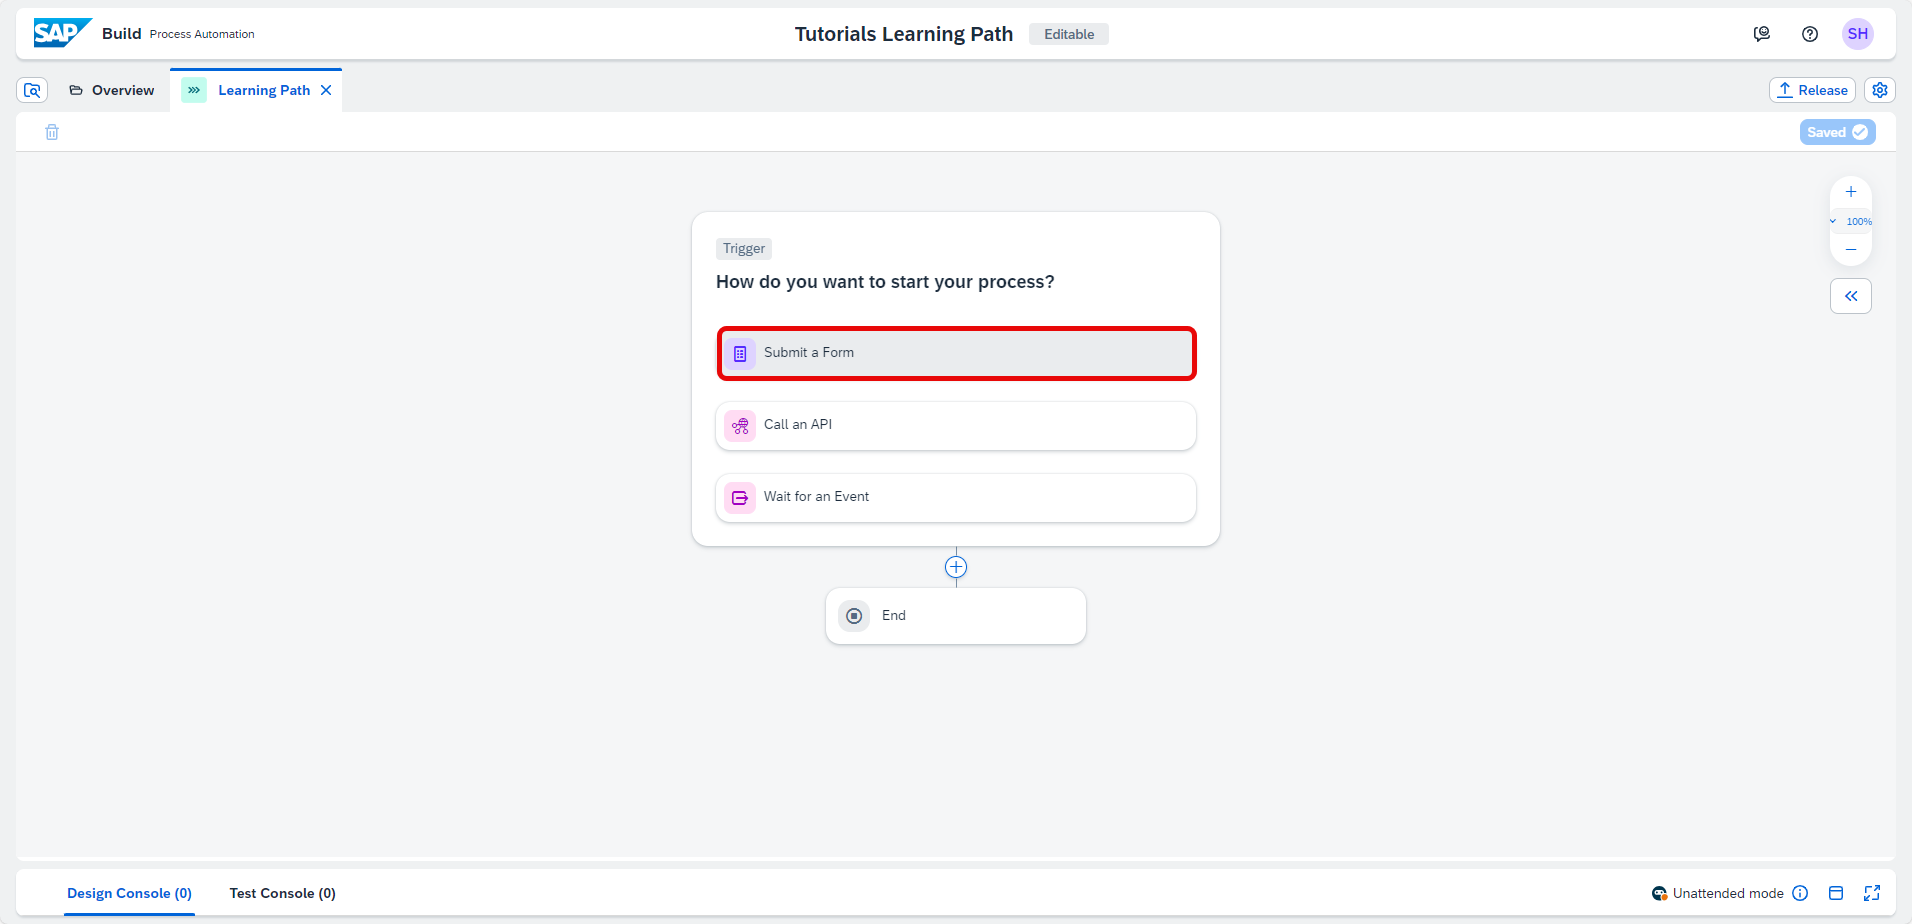 SAP Build Process Automation
Tutorials Learning Path Editable
SH
Overview
Learning Path
Release
Saved
100%
Trigger
How do you want to start your process?
Submit a Form
Call an API
Wait for an Event
End
Design Console (0)
Test Console (0)
Unattended mode